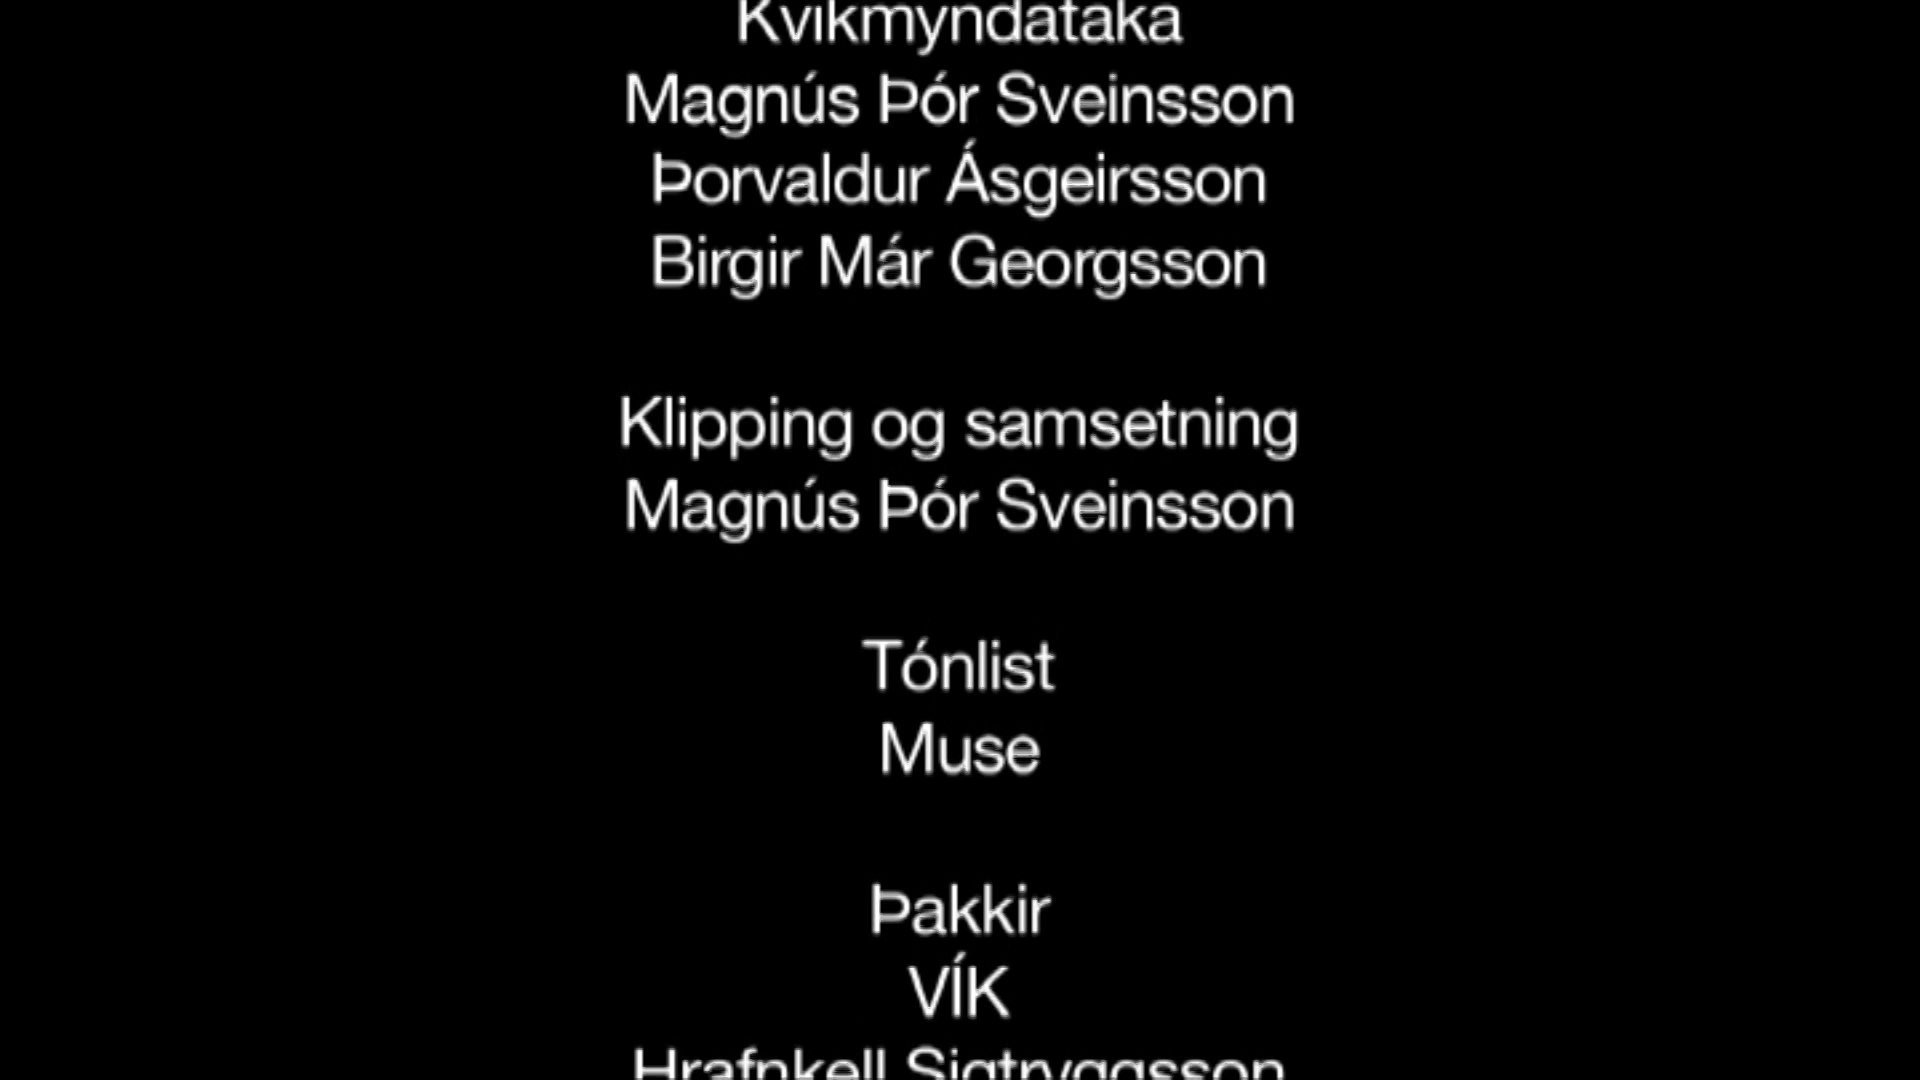 Kvikmyndataka
Magnús Þór Sveinsson
Þorvaldur Ásgeirsson
Birgir Már Georgsson
Klipping og samsetning
Magnús Þór Sveinsson
Tónlist
Muse
Þakkir
VÍK
Hrafnkell Sigtryggsson